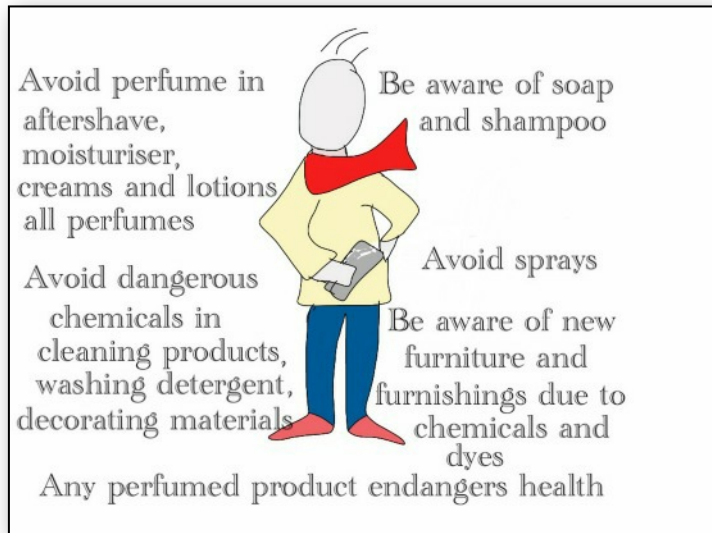 Avoid perfume in
aftershave,
moisturiser,
creams and lotions
all perfumes
Be aware of soap
and shampoo
Avoid dangerous
chemicals in
cleaning products,
washing detergent,
decorating materials
Avoid sprays
Be aware of new
furniture and
furnishings due to
chemicals and
dyes
Any perfumed product endangers health